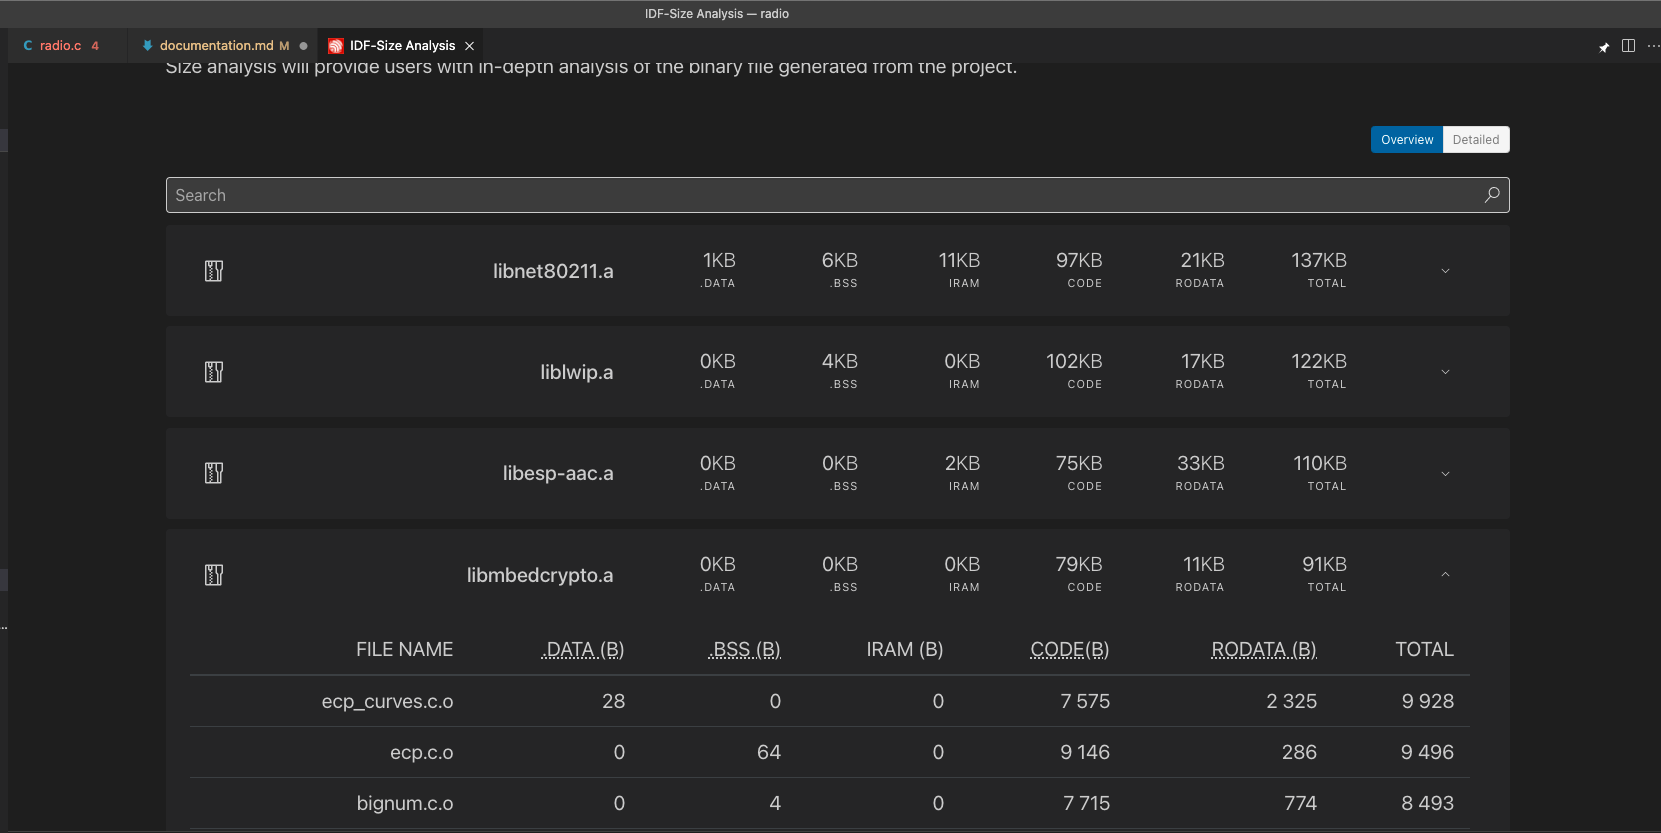 IDF-Size Analysis — radio
C radio.c 4
documentation.md M
IDF-Size Analysis
Size analysis will provide users with in-depth analysis of the binary file generated from the project.
Overview Detailed
Search
libnet80211.a 1KB 6KB 11KB 97KB 21KB 137KB
.DATA .BSS IRAM CODE RODATA TOTAL
liblwip.a 0KB 4KB 0KB 102KB 17KB 122KB
.DATA .BSS IRAM CODE RODATA TOTAL
libesp-aac.a 0KB 0KB 2KB 75KB 33KB 110KB
.DATA .BSS IRAM CODE RODATA TOTAL
libmbedcrypto.a 0KB 0KB 0KB 79KB 11KB 91KB
.DATA .BSS IRAM CODE RODATA TOTAL
FILE NAME .DATA (B) .BSS (B) IRAM (B) CODE(B) RODATA (B) TOTAL
ecp_curves.c.o 28 0 0 7 575 2 325 9 928
ecp.c.o 0 64 0 9 146 286 9 496
bignum.c.o 0 4 0 7 715 774 8 493